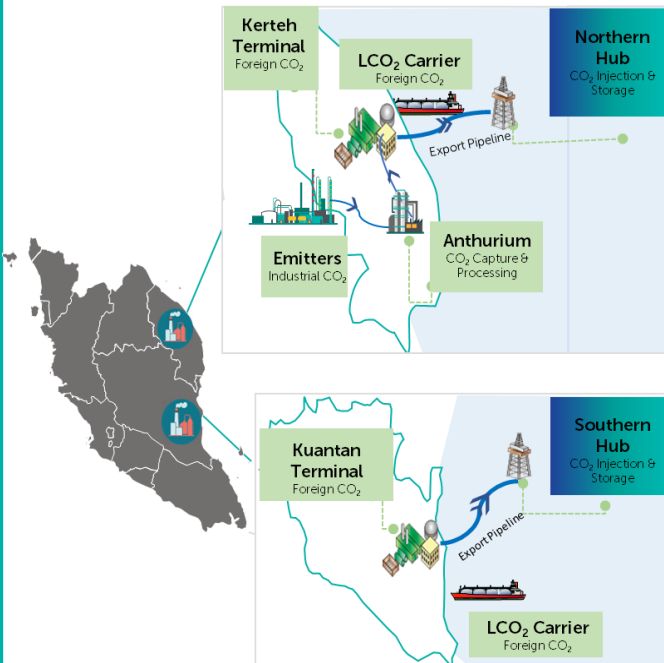 Kerteh
Terminal
Foreign CO₂
LCO₂ Carrier
Foreign CO₂
Northern
Hub
CO₂ Injection &
Storage
Export Pipeline
Emitters
Industrial CO₂
Anthurium
CO₂ Capture &
Processing
Kuantan
Terminal
Foreign CO₂
Southern
Hub
CO₂ Injection &
Storage
Export Pipeline
LCO₂ Carrier
Foreign CO₂